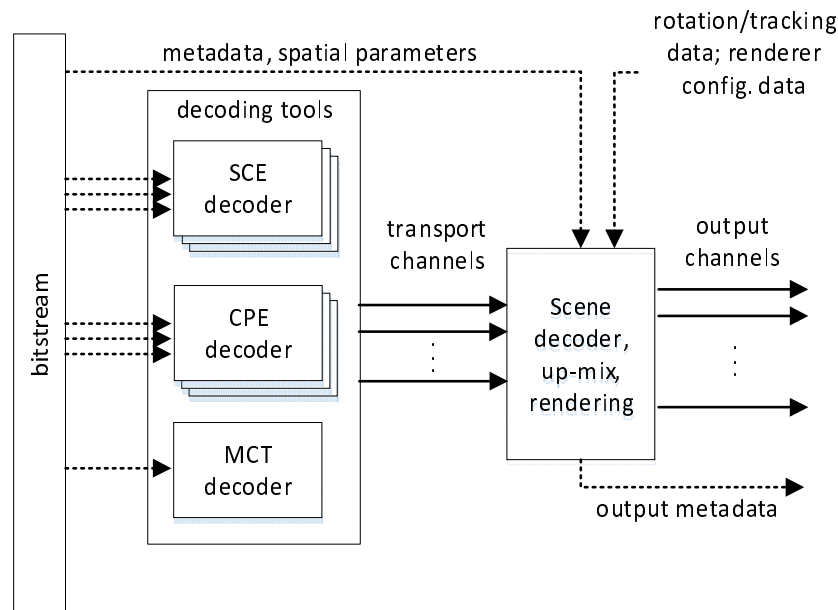 rotation/tracking
data; renderer
config. data
metadata, spatial parameters
decoding tools
SCE
decoder
transport
channels
output
channels
bitstream
CPE
decoder
Scene
decoder,
up-mix,
rendering
MCT
decoder
output metadata